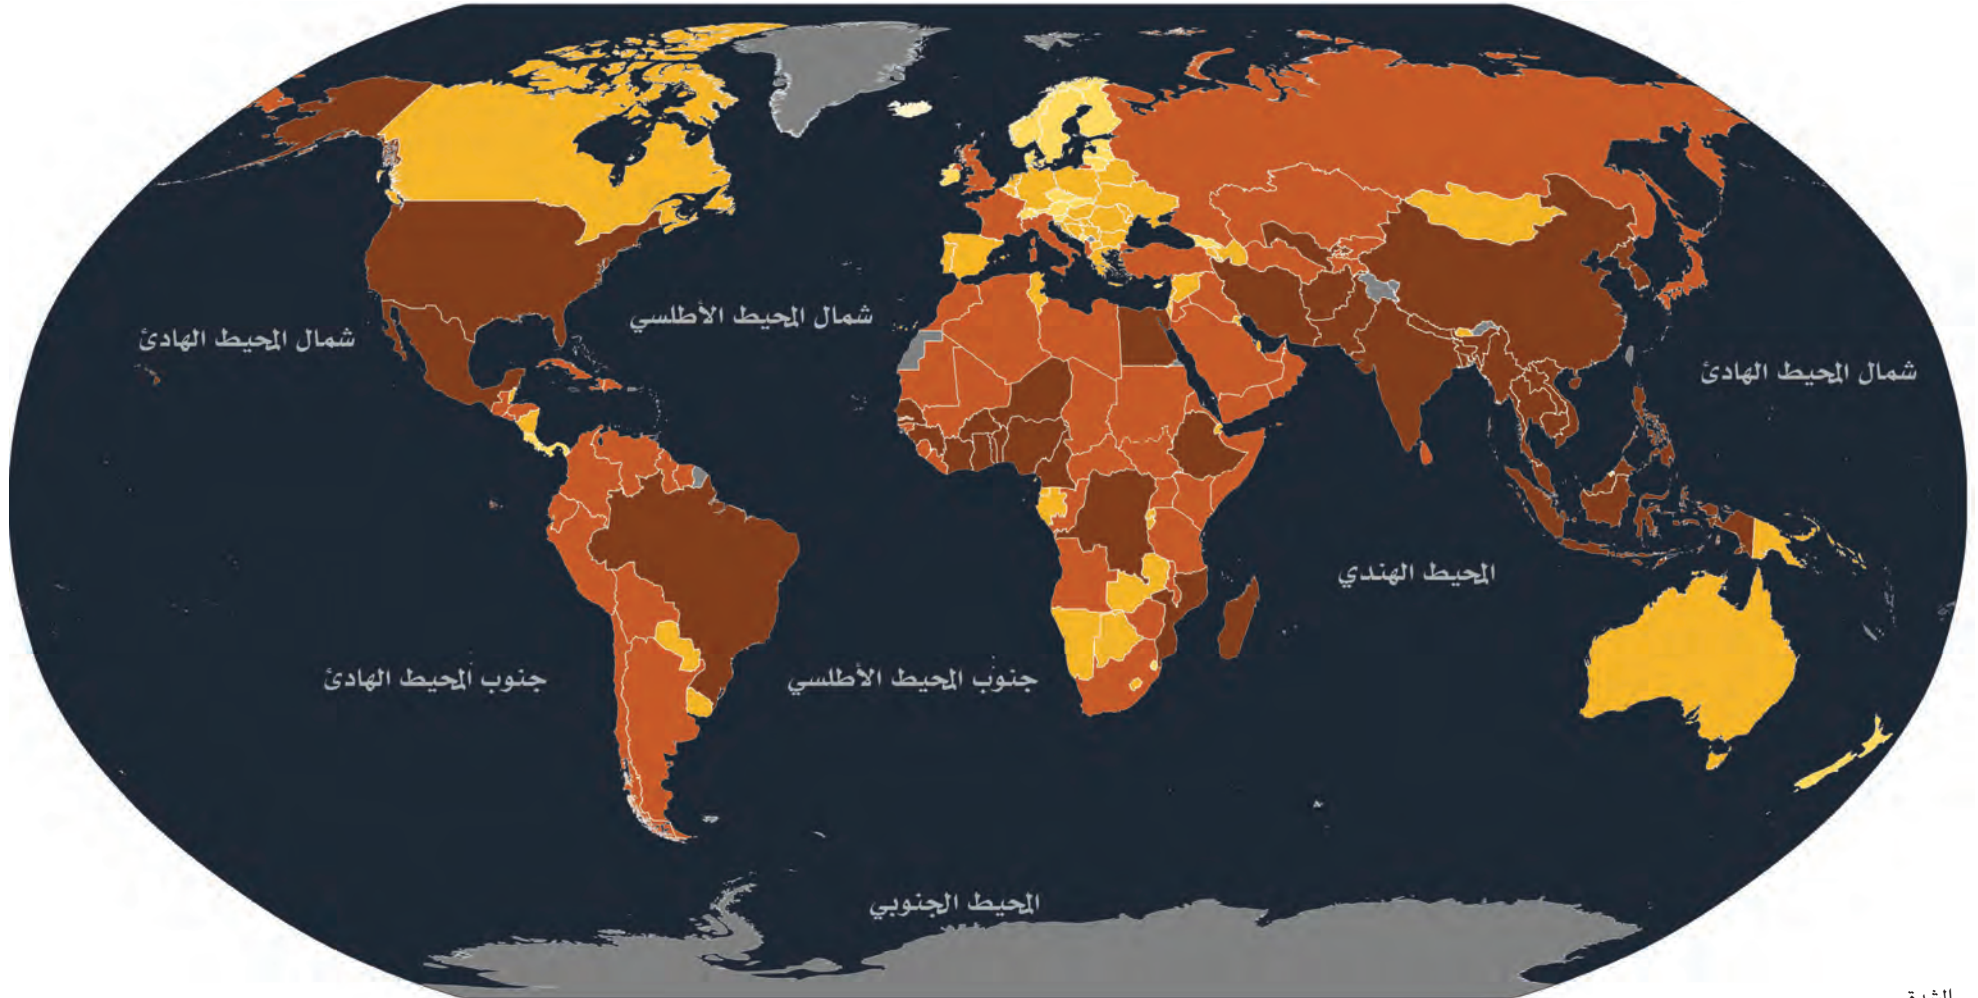 شمال المحيط الأطلسي
شمال المحيط الهادئ
شمال المحيط الهادئ
المحيط الهندي
جنوب المحيط الأطلسي
جنوب المحيط الهادئ
المحيط الجنوبي